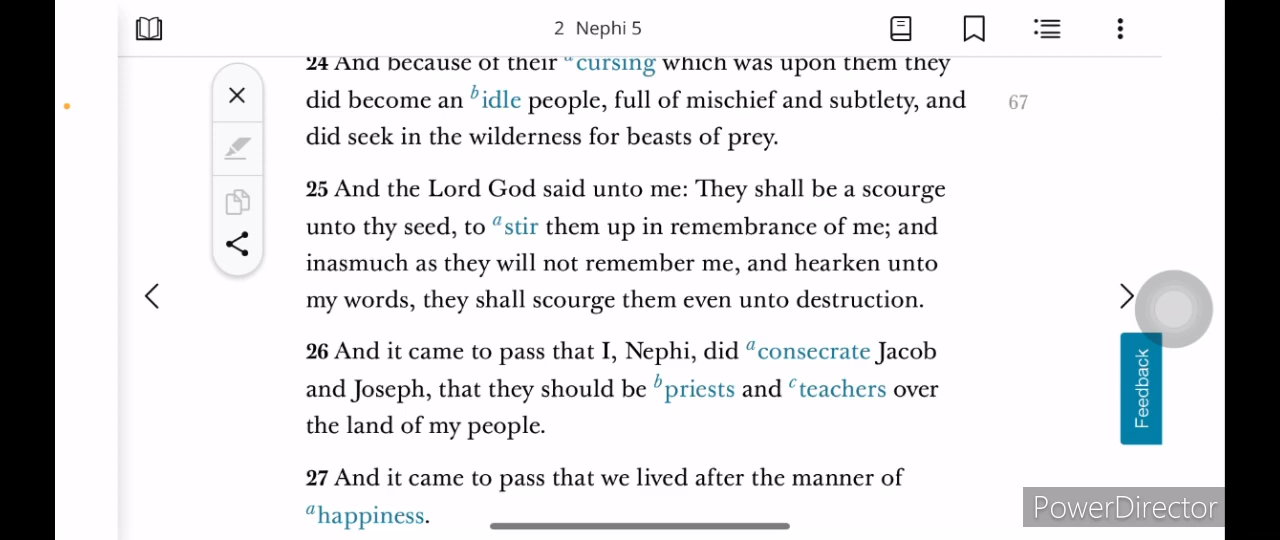 2 Nephi 5
24 And because of their a cursing which was upon them they
did become an b idle people, full of mischief and subtlety, and
67
did seek in the wilderness for beasts of prey.
25 And the Lord God said unto me: They shall be a scourge
unto thy seed, to a stir them up in remembrance of me; and
inasmuch as they will not remember me, and hearken unto
my words, they shall scourge them even unto destruction.
26 And it came to pass that I, Nephi, did a consecrate Jacob
and Joseph, that they should be b priests and c teachers over
the land of my people.
27 And it came to pass that we lived after the manner of
a happiness.
Feedback
PowerDirector